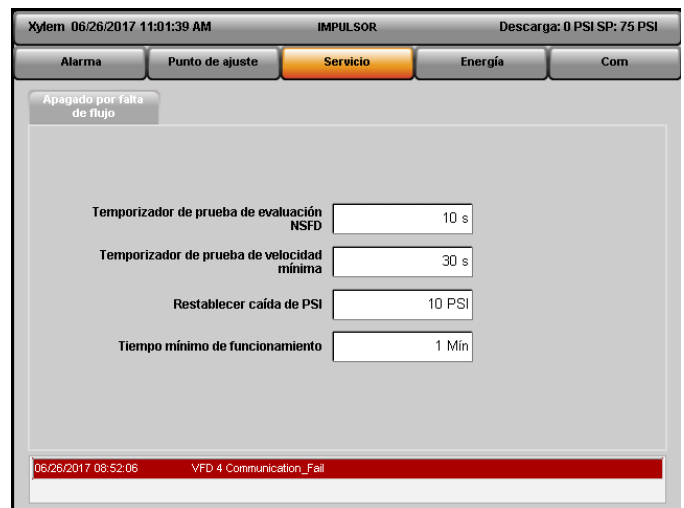 Xylem 06/26/2017 11:01:39 AM IMPULSOR Descarga: 0 PSI SP: 75 PSI
Alarma Punto de ajuste Servicio Energía Com
Apagado por falta
de flujo
Temporizador de prueba de evaluación
NSFD 10 s
Temporizador de prueba de velocidad
mínima 30 s
Restablecer caída de PSI 10 PSI
Tiempo mínimo de funcionamiento 1 Mín
06/26/2017 08:52:06 VFD 4 Communication_Fail